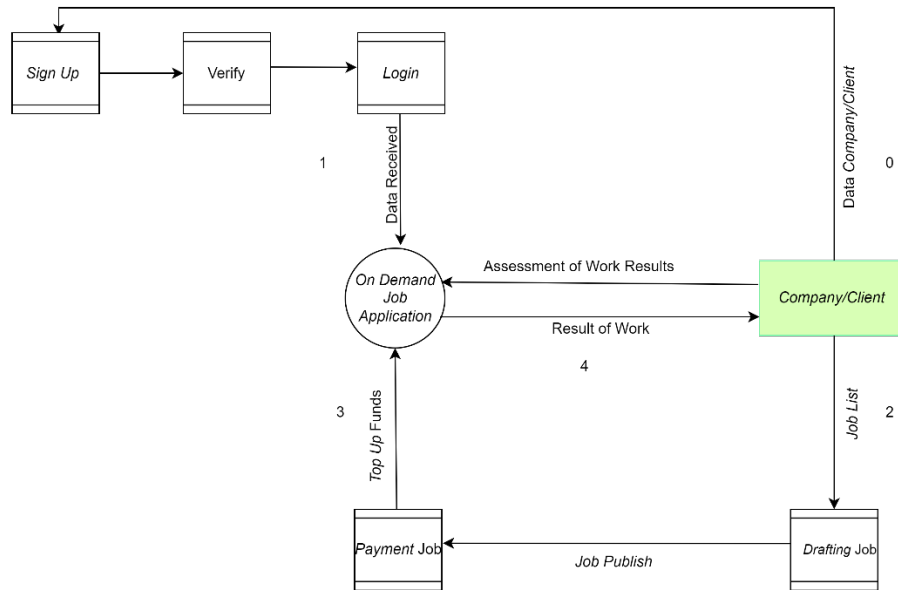 Sign Up
Verify
Login
1
Data Received
Data Company/Client
0
On Demand
Job
Application
Assessment of Work Results
Company/Client
Result of Work
4
3
Top Up Funds
Job List
2
Payment Job
Job Publish
Drafting Job